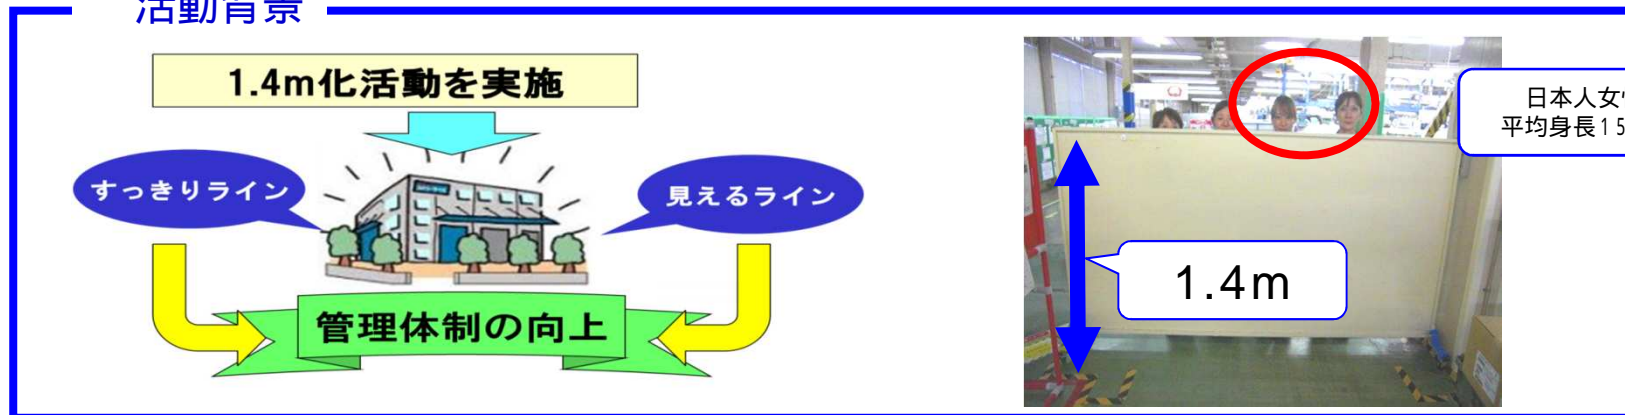 活動背景
1.4m化活動を実施
すっきりライン
見えるライン
管理体制の向上
1.4m
日本人女
平均身長15